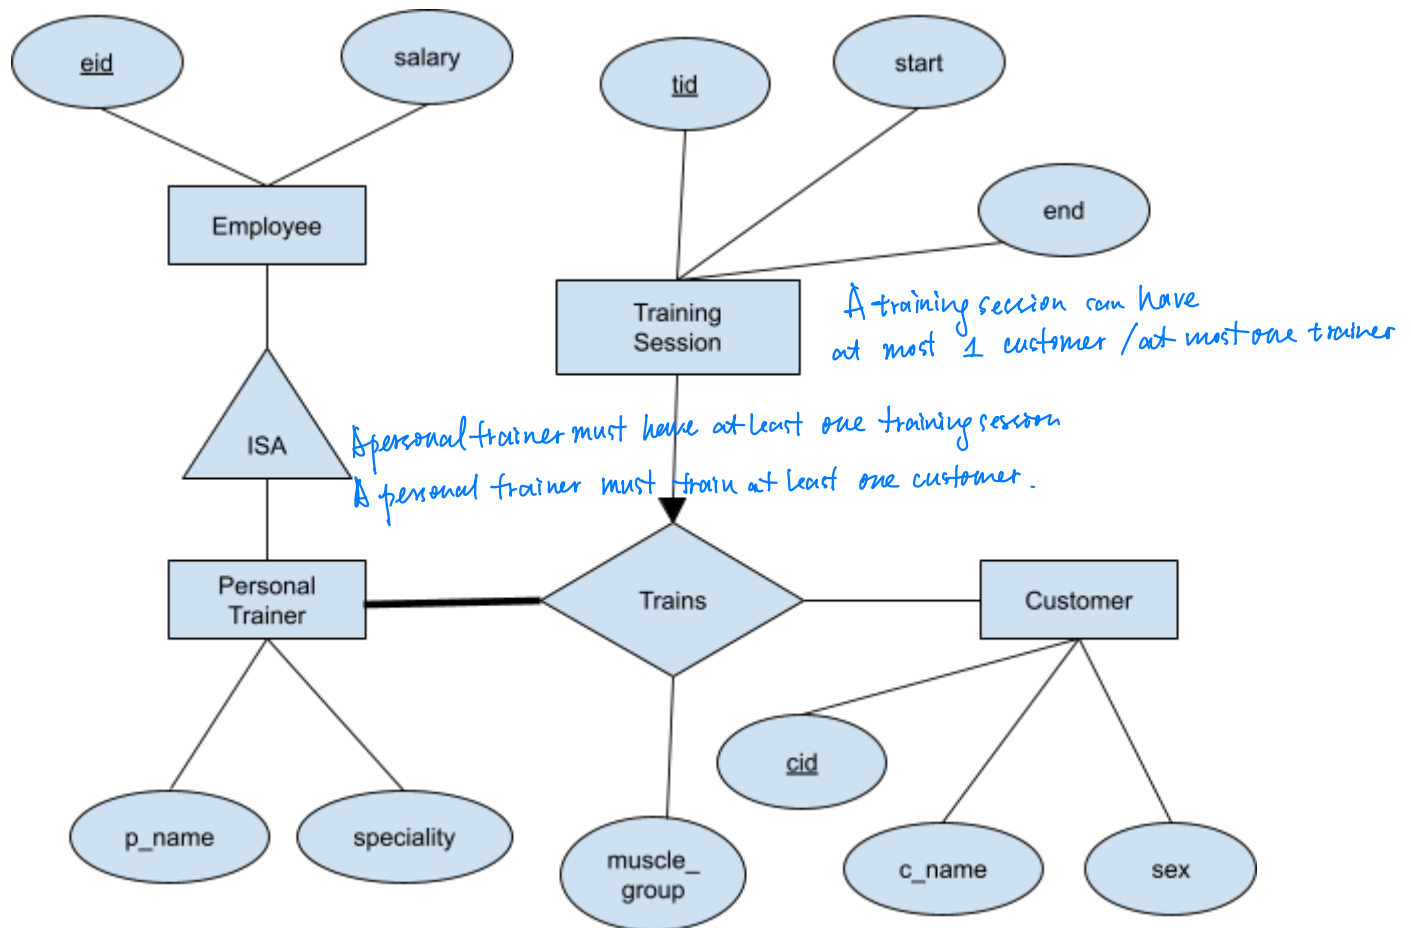 eid
salary
tid
start
end
Employee
Training
Session
A training session can have
at most 1 customer / at most one trainer
ISA
A personal trainer must have at least one training session
A personal trainer must train at least one customer.
Personal
Trainer
Trains
Customer
cid
p_name
speciality
muscle_
group
c_name
sex